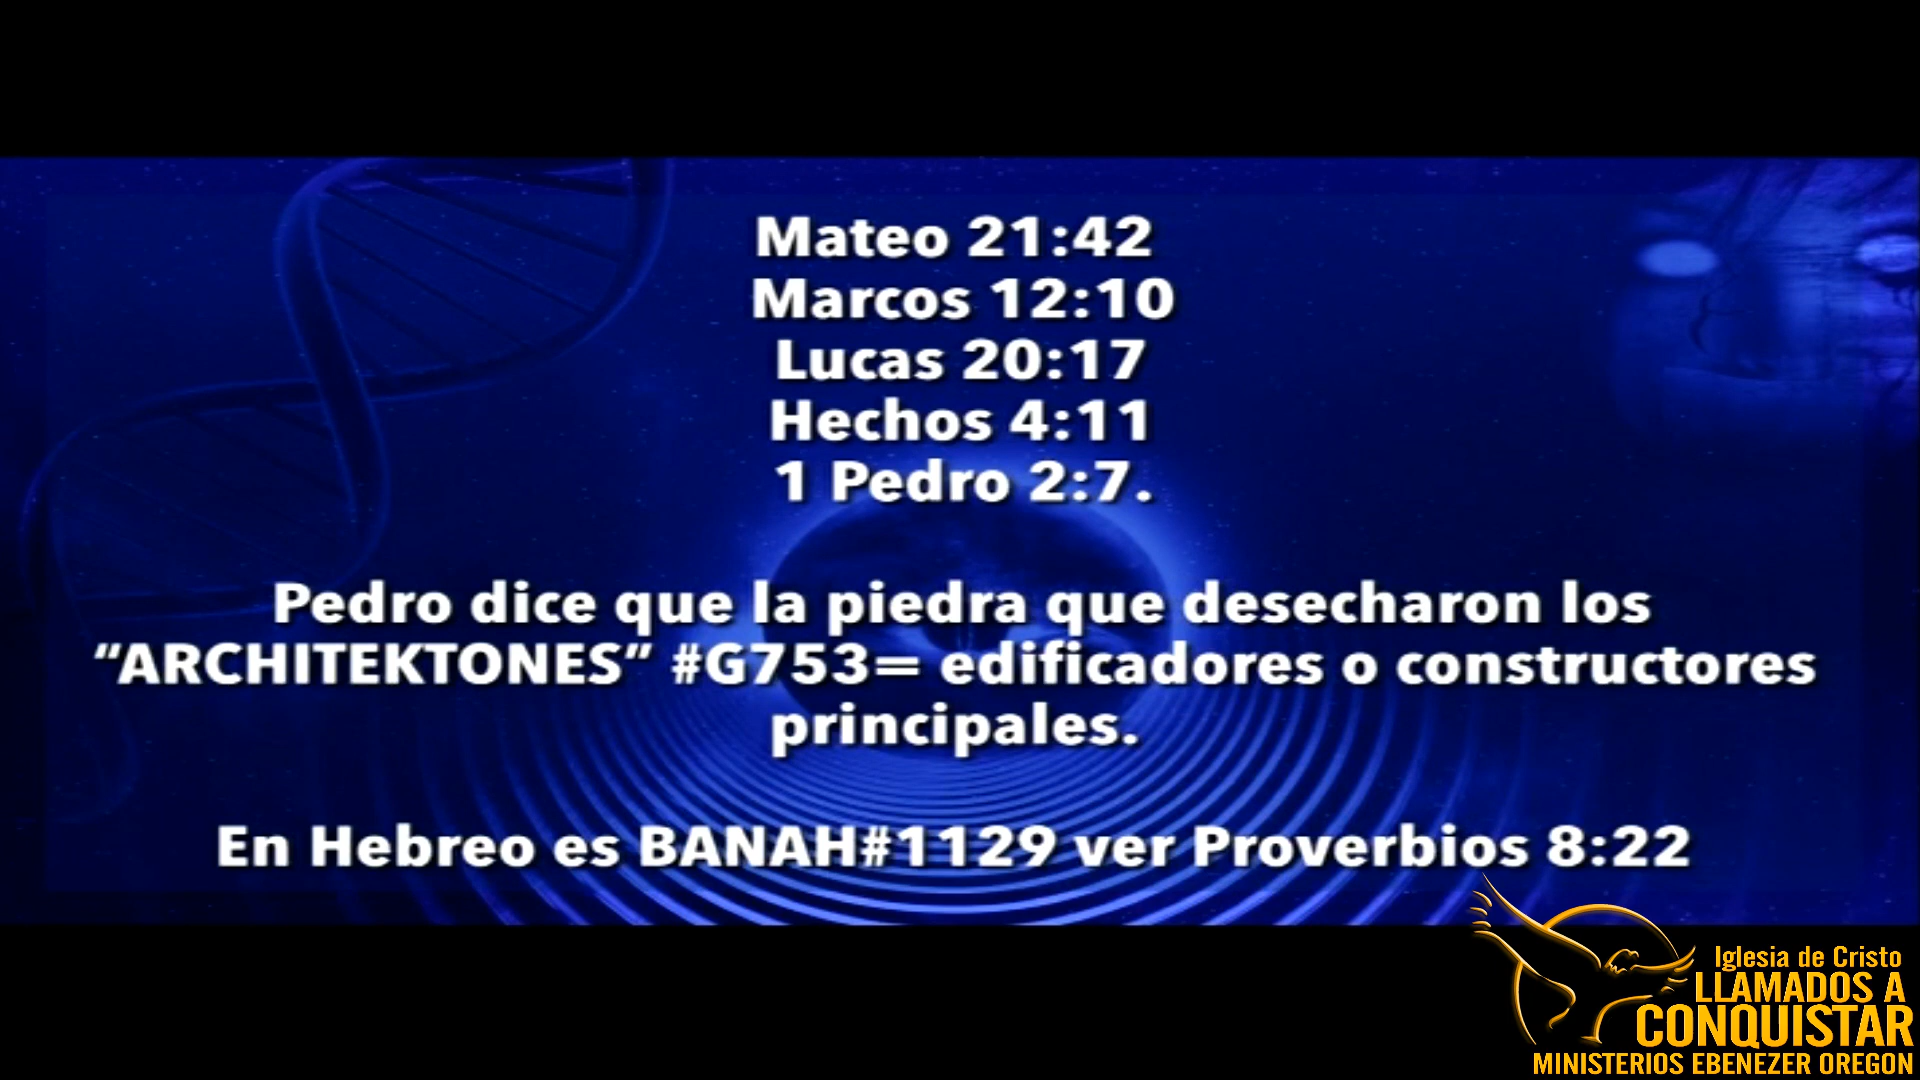 Mateo 21:42
Marcos 12:10
Lucas 20:17
Hechos 4:11
1 Pedro 2:7.
Pedro dice que la piedra que desecharon los
“ARCHITEKTONES” #G753= edificadores o constructores
principales.
En Hebreo es BANAH#1129 ver Proverbios 8:22
Iglesia de Cristo
LLAMADOS A
CONQUISTAR
MINISTERIOS EBENEZER OREGON